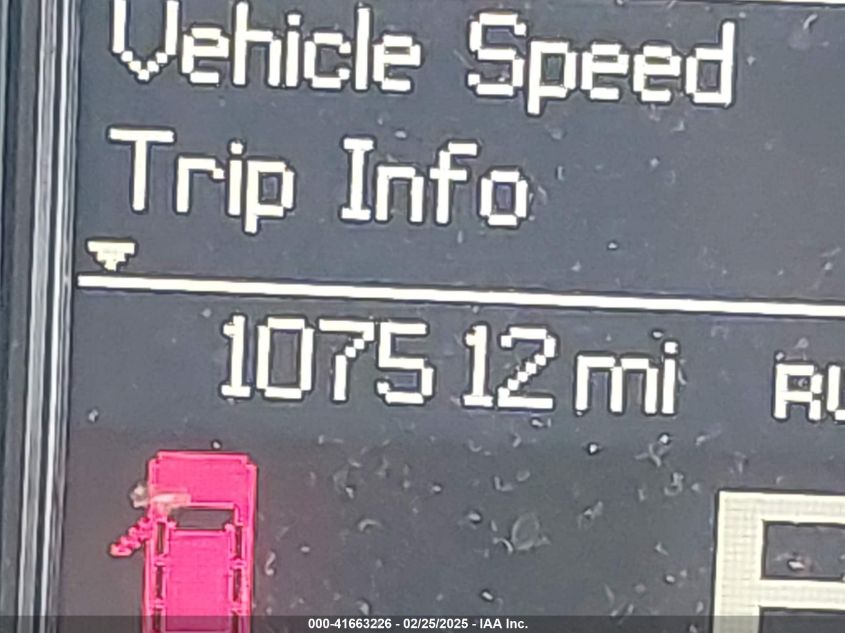 Vehicle Speed
Trip Info
107512 mi
000-41663226 - 02/25/2025 - IAA Inc.